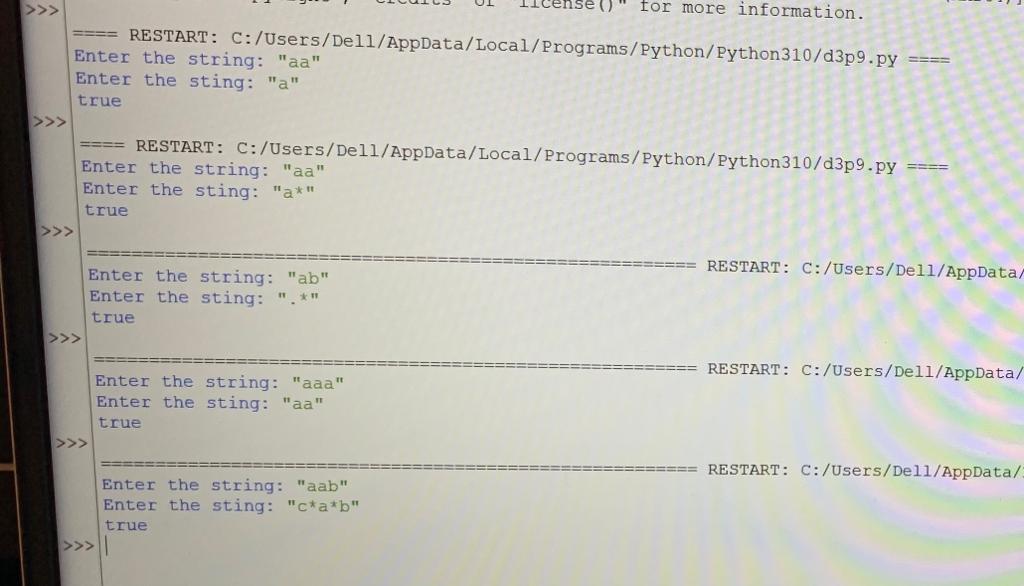 "license()" for more information.
>>>
==== RESTART: C:/Users/Dell/AppData/Local/Programs/Python/Python310/d3p9.py ====
Enter the string: "aa"
Enter the sting: "a"
true
>>>
==== RESTART: C:/Users/Dell/AppData/Local/Programs/Python/Python310/d3p9.py ====
Enter the string: "aa"
Enter the sting: "a*"
true
>>>
================================================================ RESTART: C:/Users/Dell/AppData/
Enter the string: "ab"
Enter the sting: ".*"
true
>>>
================================================================ RESTART: C:/Users/Dell/AppData/
Enter the string: "aaa"
Enter the sting: "aa"
true
>>>
================================================================ RESTART: C:/Users/Dell/AppData/
Enter the string: "aab"
Enter the sting: "c*a*b"
true
>>>